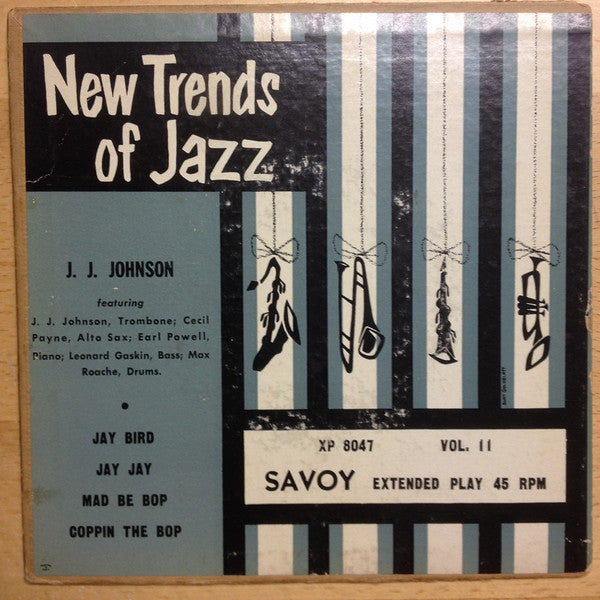 New Trends
of Jazz
J. J. JOHNSON
featuring
J. J. Johnson, Trombone; Cecil
Payne, Alto Sax; Earl Powell,
Piano; Leonard Gaskin, Bass; Max
Roache, Drums.
•
JAY BIRD
JAY JAY
MAD BE BOP
COPPIN THE BOP
XP 8047 VOL. 11
SAVOY EXTENDED PLAY 45 RPM